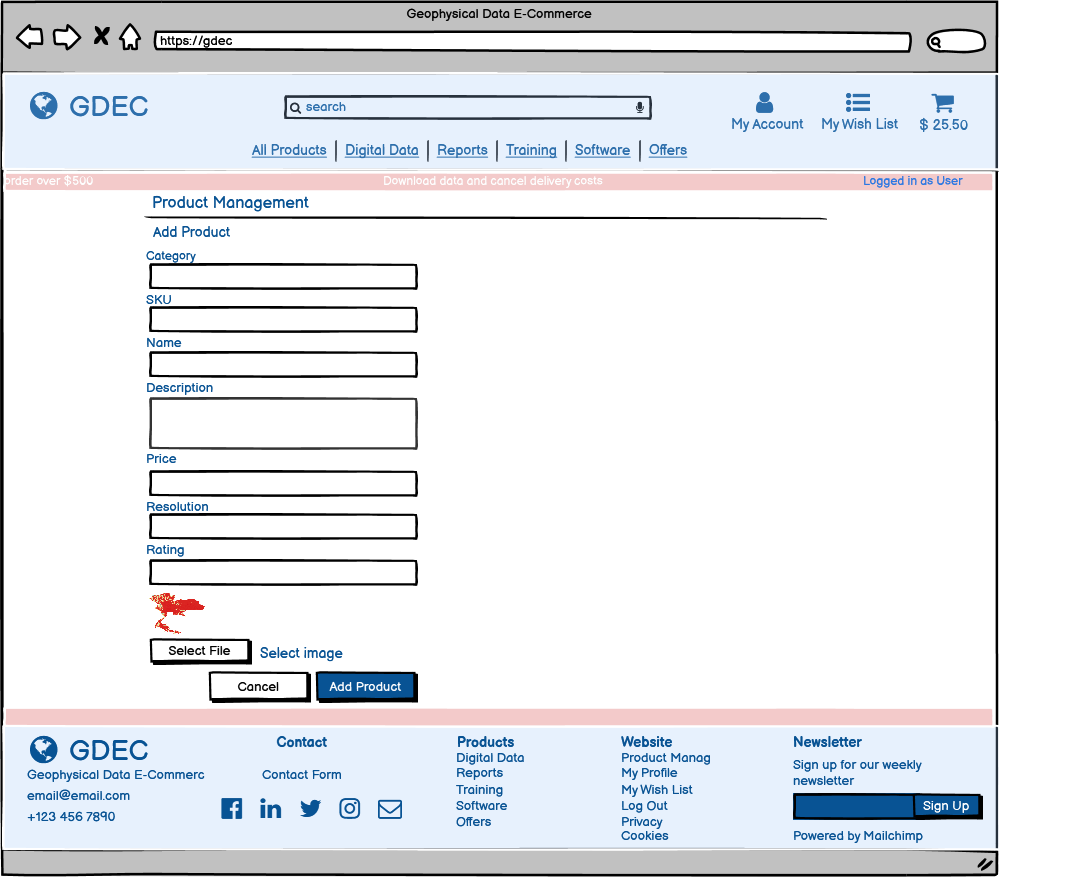 Geophysical Data E-Commerce
https://gdec
GDEC
search
My Account
My Wish List
$ 25.50
All Products
Digital Data
Reports
Training
Software
Offers
order over $500
Download data and cancel delivery costs
Logged in as User
Product Management
Add Product
Category
SKU
Name
Description
Price
Resolution
Rating
Select File
Select image
Cancel
Add Product
GDEC
Geophysical Data E-Commerc
email@email.com
+123 456 7890
Contact
Contact Form
Products
Digital Data
Reports
Training
Software
Offers
Website
Product Manag
My Profile
My Wish List
Log Out
Privacy
Cookies
Newsletter
Sign up for our weekly
newsletter
Sign Up
Powered by Mailchimp